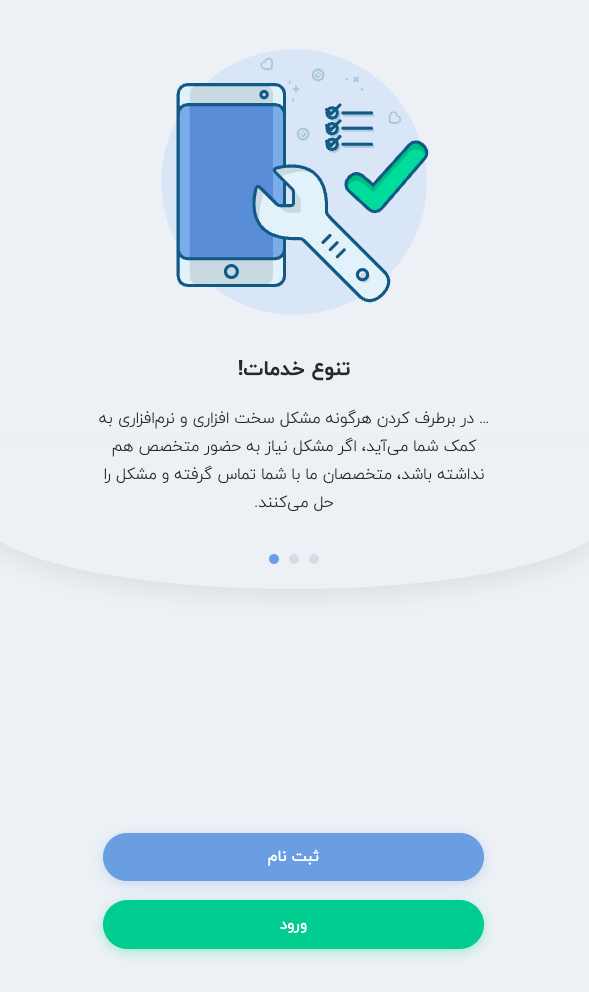 تنوع خدمات!
... در برطرف کردن هرگونه مشکل سخت افزاری و نرم‌افزاری به
کمک شما می‌آید، اگر مشکل نیاز به حضور متخصص هم
نداشته باشد، متخصصان ما با شما تماس گرفته و مشکل را
حل می‌کنند.
ثبت نام
ورود